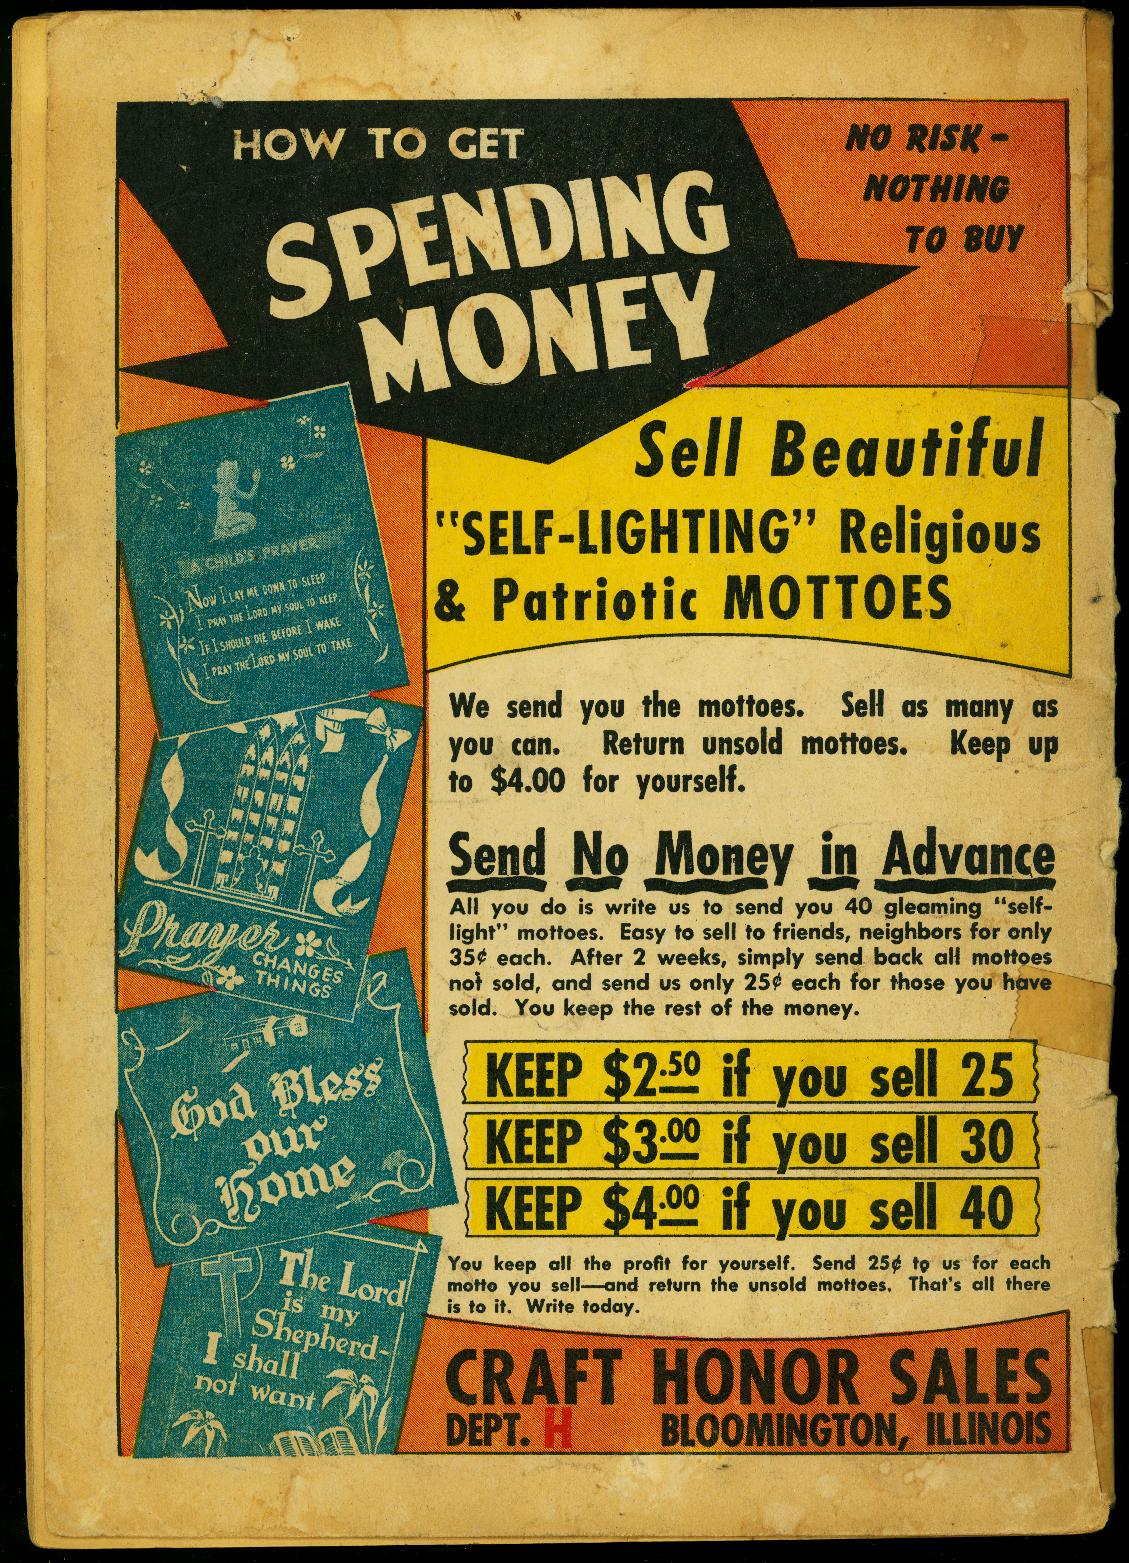 HOW TO GET
SPENDING
MONEY
NO RISK -
NOTHING
TO BUY
Sell Beautiful
"SELF-LIGHTING" Religious
& Patriotic MOTTOES
A CHILD'S PRAYER
NOW I LAY ME DOWN TO SLEEP
I PRAY THE LORD MY SOUL TO KEEP
IF I SHOULD DIE BEFORE I WAKE
I PRAY THE LORD MY SOUL TO TAKE
Prayer
CHANGES
THINGS
God Bless
our
Home
The Lord
is my
Shepherd-
I shall
not want
We send you the mottoes. Sell as many as
you can. Return unsold mottoes. Keep up
to $4.00 for yourself.
Send No Money in Advance
All you do is write us to send you 40 gleaming "self-
light" mottoes. Easy to sell to friends, neighbors for only
35¢ each. After 2 weeks, simply send back all mottoes
not sold, and send us only 25¢ each for those you have
sold. You keep the rest of the money.
KEEP $2.50 if you sell 25
KEEP $3.00 if you sell 30
KEEP $4.00 if you sell 40
You keep all the profit for yourself. Send 25¢ to us for each
motto you sell—and return the unsold mottoes. That's all there
is to it. Write today.
CRAFT HONOR SALES
DEPT. H BLOOMINGTON, ILLINOIS